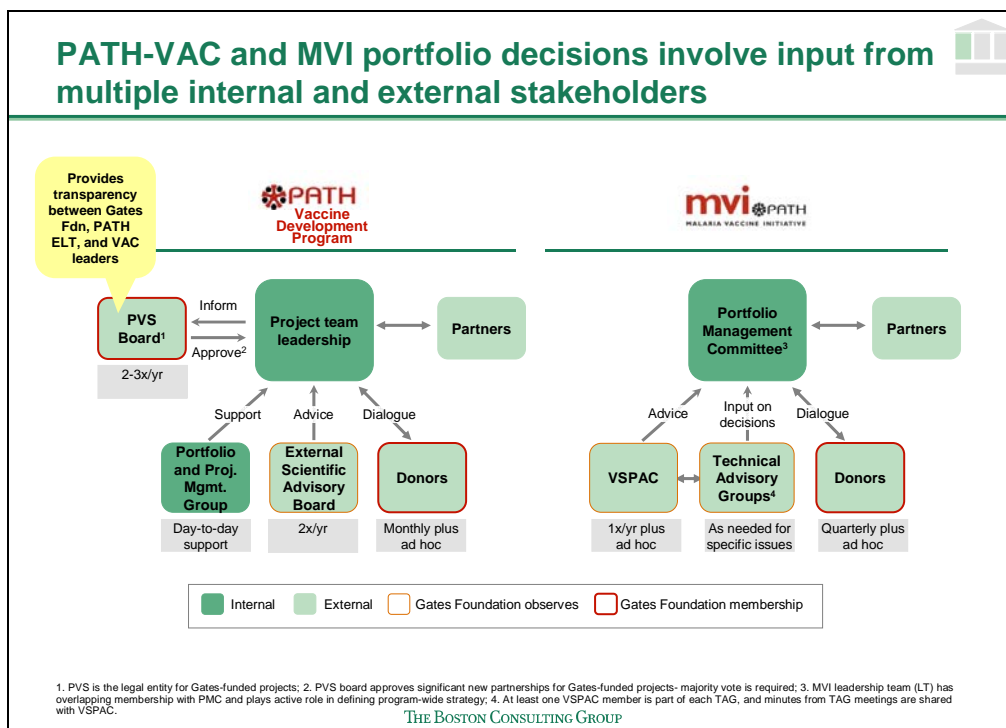 PATH-VAC and MVI portfolio decisions involve input from
multiple internal and external stakeholders
Provides
transparency
between Gates
Fdn, PATH
ELT, and VAC
leaders
PATH
Vaccine
Development
Program
PVS
Board1
2-3x/yr
Inform
Approve2
Project team
leadership
Partners
Support
Advice
Dialogue
Portfolio
and Proj.
Mgmt.
Group
External
Scientific
Advisory
Board
Donors
Day-to-day
support
2x/yr
Monthly plus
ad hoc
mvi PATH
MALARIA VACCINE INITIATIVE
Portfolio
Management
Committee3
Partners
Advice
Input on
decisions
Dialogue
VSPAC
Technical
Advisory
Groups4
Donors
1x/yr plus
ad hoc
As needed for
specific issues
Quarterly plus
ad hoc
Internal
External
Gates Foundation observes
Gates Foundation membership
1. PVS is the legal entity for Gates-funded projects; 2. PVS board approves significant new partnerships for Gates-funded projects- majority vote is required; 3. MVI leadership team (LT) has
overlapping membership with PMC and plays active role in defining program-wide strategy; 4. At least one VSPAC member is part of each TAG, and minutes from TAG meetings are shared
with VSPAC.
THE BOSTON CONSULTING GROUP